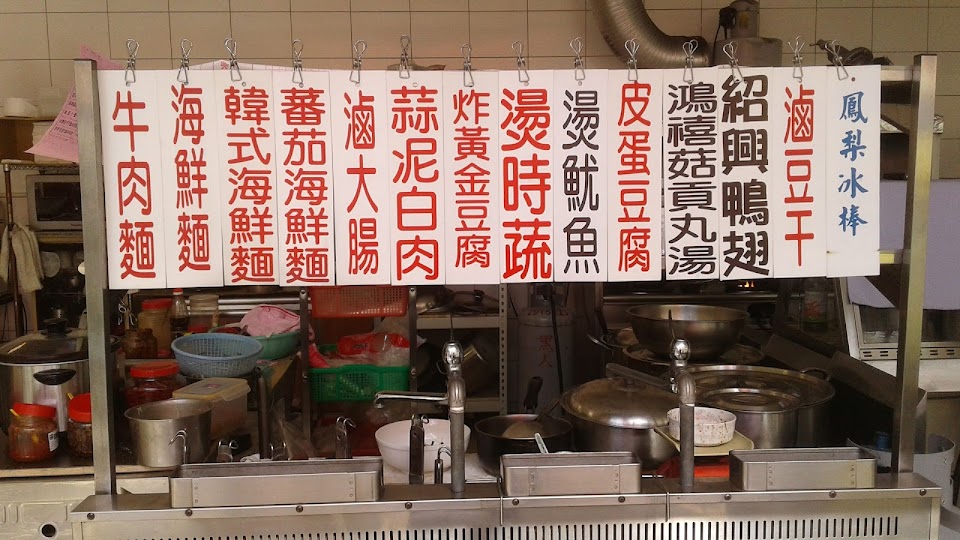 牛肉麵
海鮮麵
韓式海鮮麵
蕃茄海鮮麵
滷大腸
蒜泥白肉
炸黃金豆腐
燙時蔬
燙魷魚
皮蛋豆腐
鴻禧菇貢丸湯
紹興鴨翅
滷豆干
鳳梨冰棒